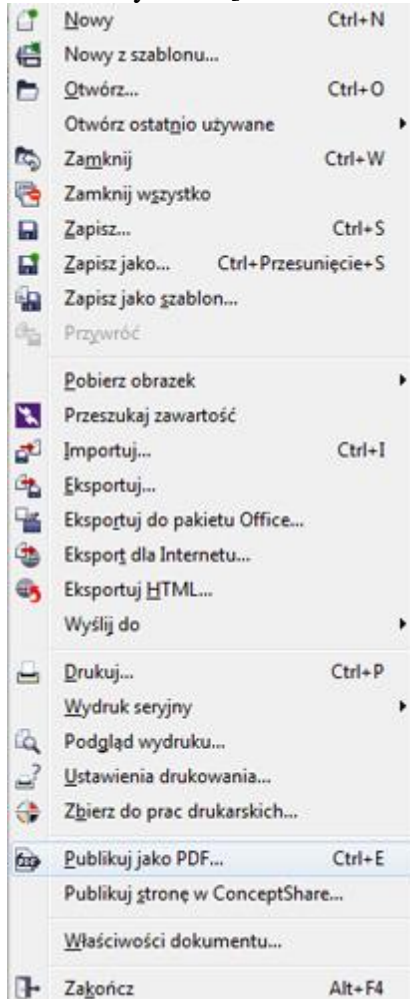 Nowy Ctrl+N
Nowy z szablonu...
Otwórz... Ctrl+O
Otwórz ostatnio używane
Zamknij Ctrl+W
Zamknij wszystko
Zapisz... Ctrl+S
Zapisz jako... Ctrl+Przesunięcie+S
Zapisz jako szablon...
Przywróć
Pobierz obrazek
Przeszukaj zawartość
Importuj... Ctrl+I
Eksportuj...
Eksportuj do pakietu Office...
Eksport dla Internetu...
Eksportuj HTML...
Wyślij do
Drukuj... Ctrl+P
Wydruk seryjny
Podgląd wydruku...
Ustawienia drukowania...
Zbierz do prac drukarskich...
Publikuj jako PDF... Ctrl+E
Publikuj stronę w ConceptShare...
Właściwości dokumentu...
Zakończ Alt+F4